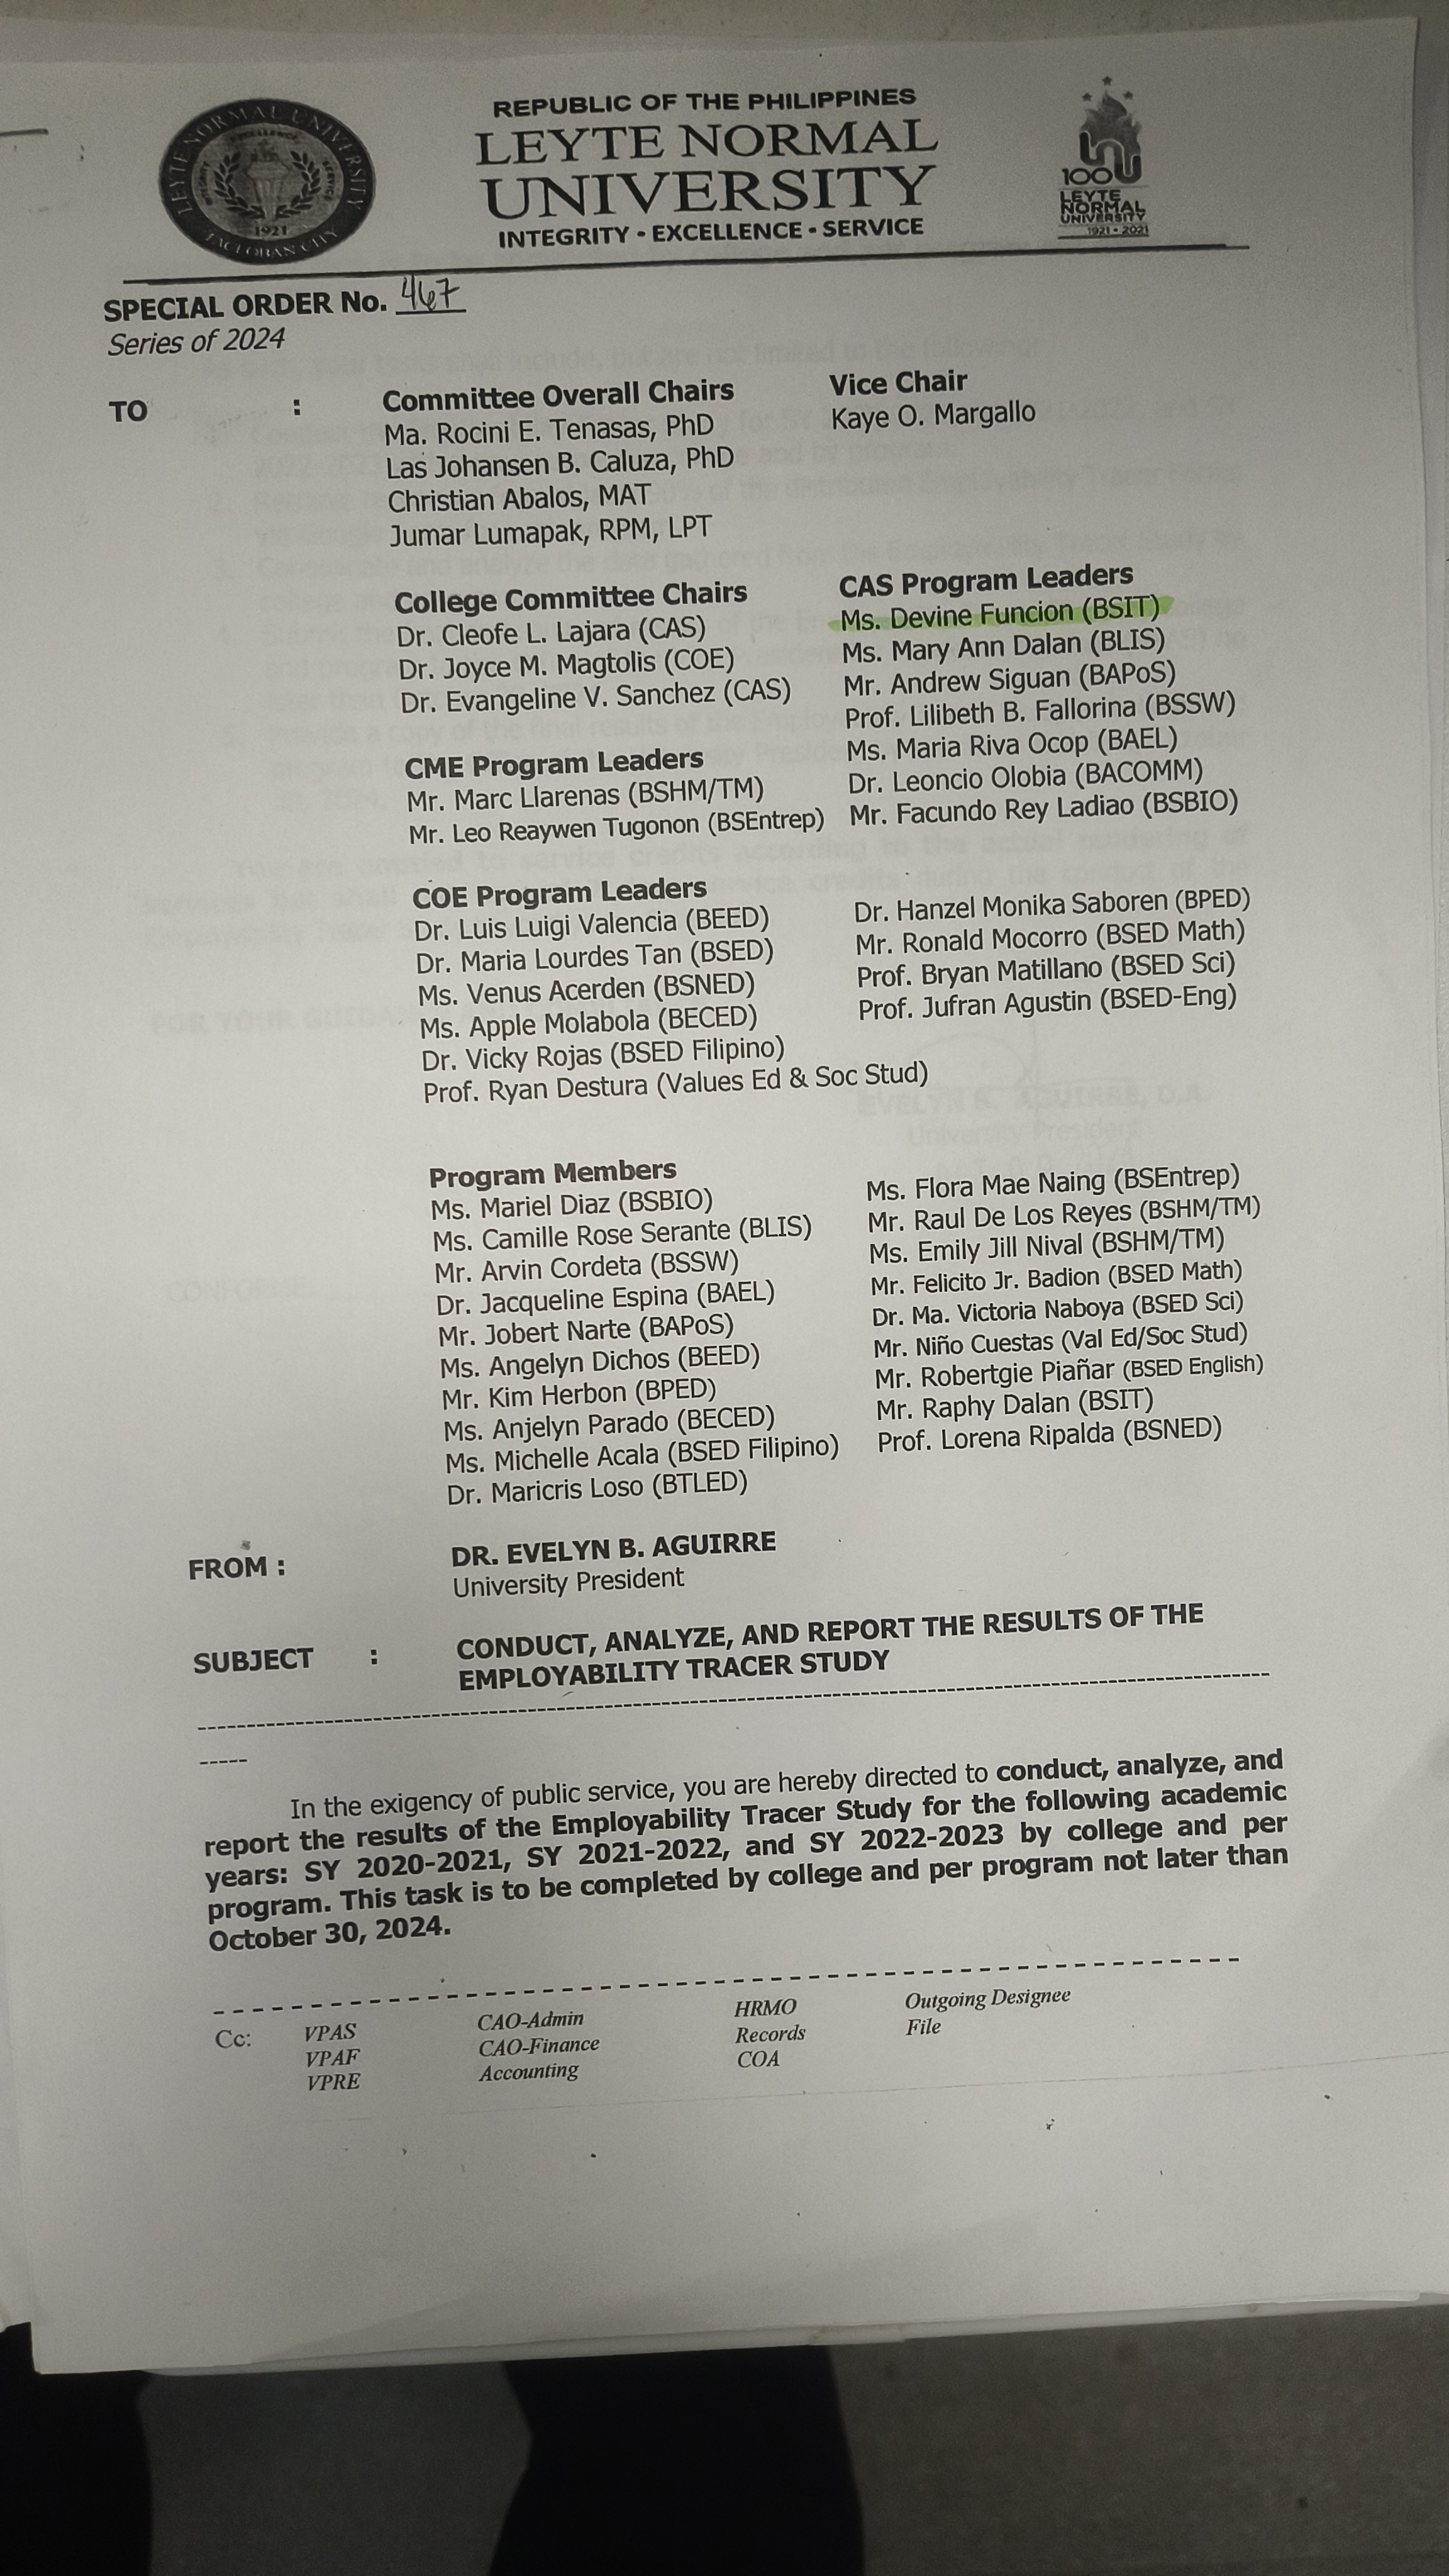 LEYTE NORMAL UNIVERSITY
1921
TACLOBAN CITY
REPUBLIC OF THE PHILIPPINES
LEYTE NORMAL
UNIVERSITY
INTEGRITY • EXCELLENCE • SERVICE
100
LEYTE
NORMAL
UNIVERSITY
1921 • 2021
SPECIAL ORDER No. 467
Series of 2024
TO :
Committee Overall Chairs
Ma. Rocini E. Tenasas, PhD
Las Johansen B. Caluza, PhD
Christian Abalos, MAT
Jumar Lumapak, RPM, LPT
Vice Chair
Kaye O. Margallo
College Committee Chairs
Dr. Cleofe L. Lajara (CAS)
Dr. Joyce M. Magtolis (COE)
Dr. Evangeline V. Sanchez (CAS)
CME Program Leaders
Mr. Marc Llarenas (BSHM/TM)
Mr. Leo Reaywen Tugonon (BSEntrep)
CAS Program Leaders
Ms. Devine Funcion (BSIT)
Ms. Mary Ann Dalan (BLIS)
Mr. Andrew Siguan (BAPoS)
Prof. Lilibeth B. Fallorina (BSSW)
Ms. Maria Riva Ocop (BAEL)
Dr. Leoncio Olobia (BACOMM)
Mr. Facundo Rey Ladiao (BSBIO)
COE Program Leaders
Dr. Luis Luigi Valencia (BEED)
Dr. Maria Lourdes Tan (BSED)
Ms. Venus Acerden (BSNED)
Ms. Apple Molabola (BECED)
Dr. Vicky Rojas (BSED Filipino)
Prof. Ryan Destura (Values Ed & Soc Stud)
Dr. Hanzel Monika Saboren (BPED)
Mr. Ronald Mocorro (BSED Math)
Prof. Bryan Matillano (BSED Sci)
Prof. Jufran Agustin (BSED-Eng)
Program Members
Ms. Mariel Diaz (BSBIO)
Ms. Camille Rose Serante (BLIS)
Mr. Arvin Cordeta (BSSW)
Dr. Jacqueline Espina (BAEL)
Mr. Jobert Narte (BAPoS)
Ms. Angelyn Dichos (BEED)
Mr. Kim Herbon (BPED)
Ms. Anjelyn Parado (BECED)
Ms. Michelle Acala (BSED Filipino)
Dr. Maricris Loso (BTLED)
Ms. Flora Mae Naing (BSEntrep)
Mr. Raul De Los Reyes (BSHM/TM)
Ms. Emily Jill Nival (BSHM/TM)
Mr. Felicito Jr. Badion (BSED Math)
Dr. Ma. Victoria Naboya (BSED Sci)
Mr. Niño Cuestas (Val Ed/Soc Stud)
Mr. Robertgie Piañar (BSED English)
Mr. Raphy Dalan (BSIT)
Prof. Lorena Ripalda (BSNED)
FROM :
DR. EVELYN B. AGUIRRE
University President
SUBJECT :
CONDUCT, ANALYZE, AND REPORT THE RESULTS OF THE
EMPLOYABILITY TRACER STUDY
In the exigency of public service, you are hereby directed to conduct, analyze, and
report the results of the Employability Tracer Study for the following academic
years: SY 2020-2021, SY 2021-2022, and SY 2022-2023 by college and per
program. This task is to be completed by college and per program not later than
October 30, 2024.
Cc:
VPAS
VPAF
VPRE
CAO-Admin
CAO-Finance
Accounting
HRMO
Records
COA
Outgoing Designee
File